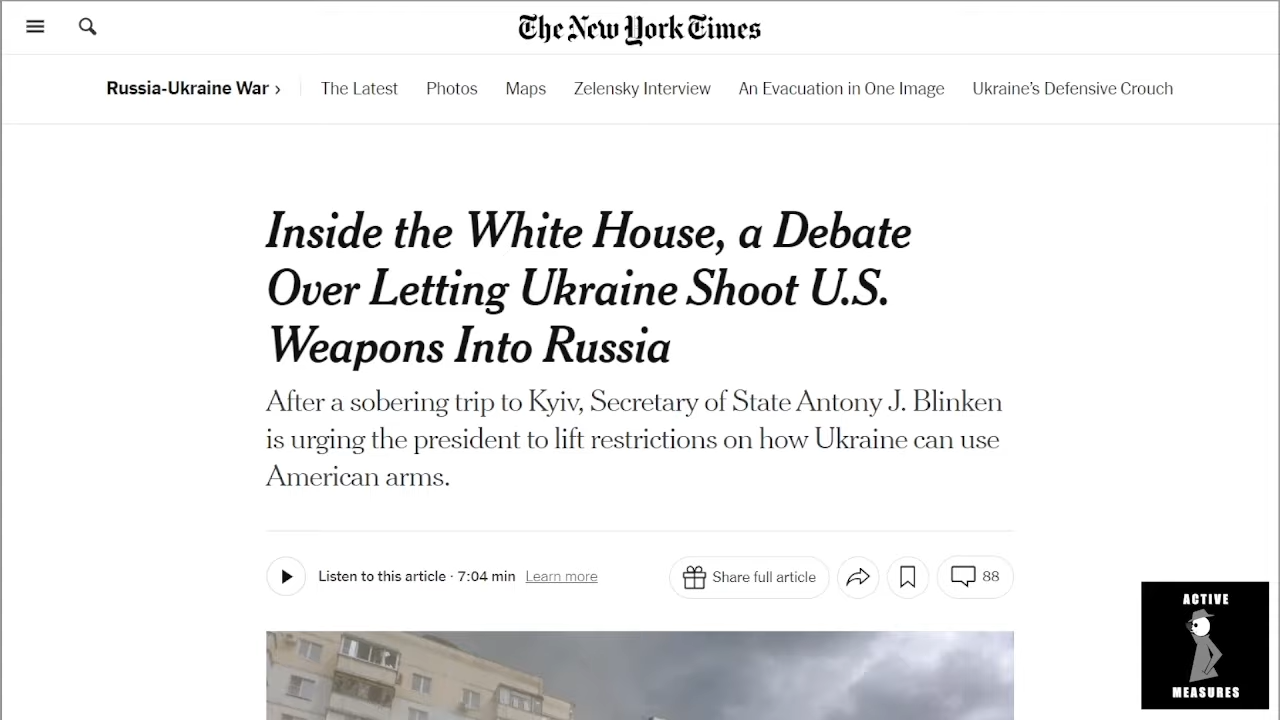 The New York Times
Russia-Ukraine War › The Latest Photos Maps Zelensky Interview An Evacuation in One Image Ukraine's Defensive Crouch
Inside the White House, a Debate
Over Letting Ukraine Shoot U.S.
Weapons Into Russia
After a sobering trip to Kyiv, Secretary of State Antony J. Blinken
is urging the president to lift restrictions on how Ukraine can use
American arms.
Listen to this article · 7:04 min Learn more Share full article 88
ACTIVE
MEASURES